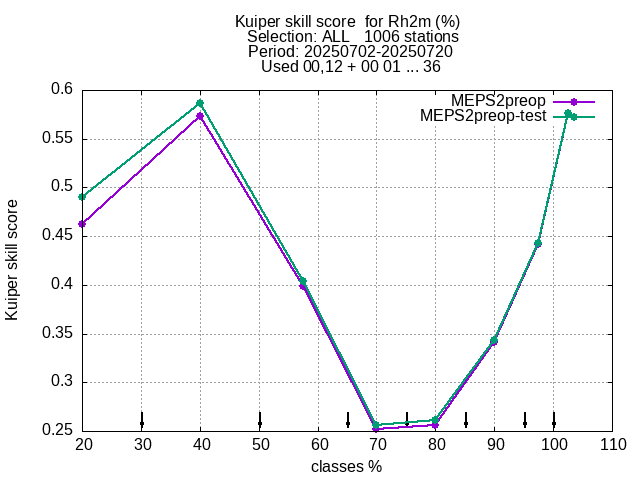 Kuiper skill score  for Rh2m (%)
Selection: ALL   1006 stations
Period: 20250702-20250720
Used 00,12 + 00 01 ... 36
MEPS2preop
MEPS2preop-test
0.6
0.55
0.5
0.45
0.4
0.35
0.3
0.25
Kuiper skill score
20 30 40 50 60 70 80 90 100 110
classes %